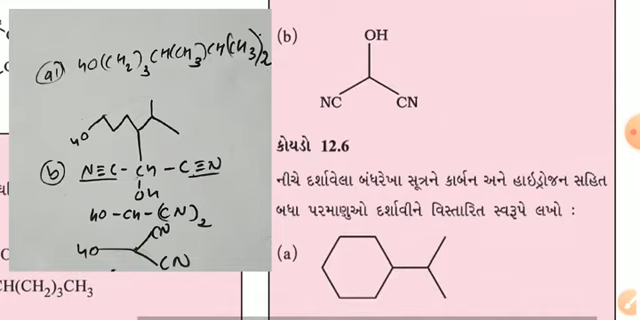 (a) HO(CH₂)₃CH(CH₃)CH(CH₃)₂
HO
(b) N≡C-CH-C≡N
OH
HO-CH-(CN)₂
CN
HO
CN
H(CH₂)₃CH₃
(b)
OH
NC CN
કોયડો 12.6
નીચે દર્શાવેલા બંધરેખા સૂત્રને કાર્બન અને હાઇડ્રોજન સહિત
બધા પરમાણુઓ દર્શાવીને વિસ્તારિત સ્વરૂપે લખો :
(a)